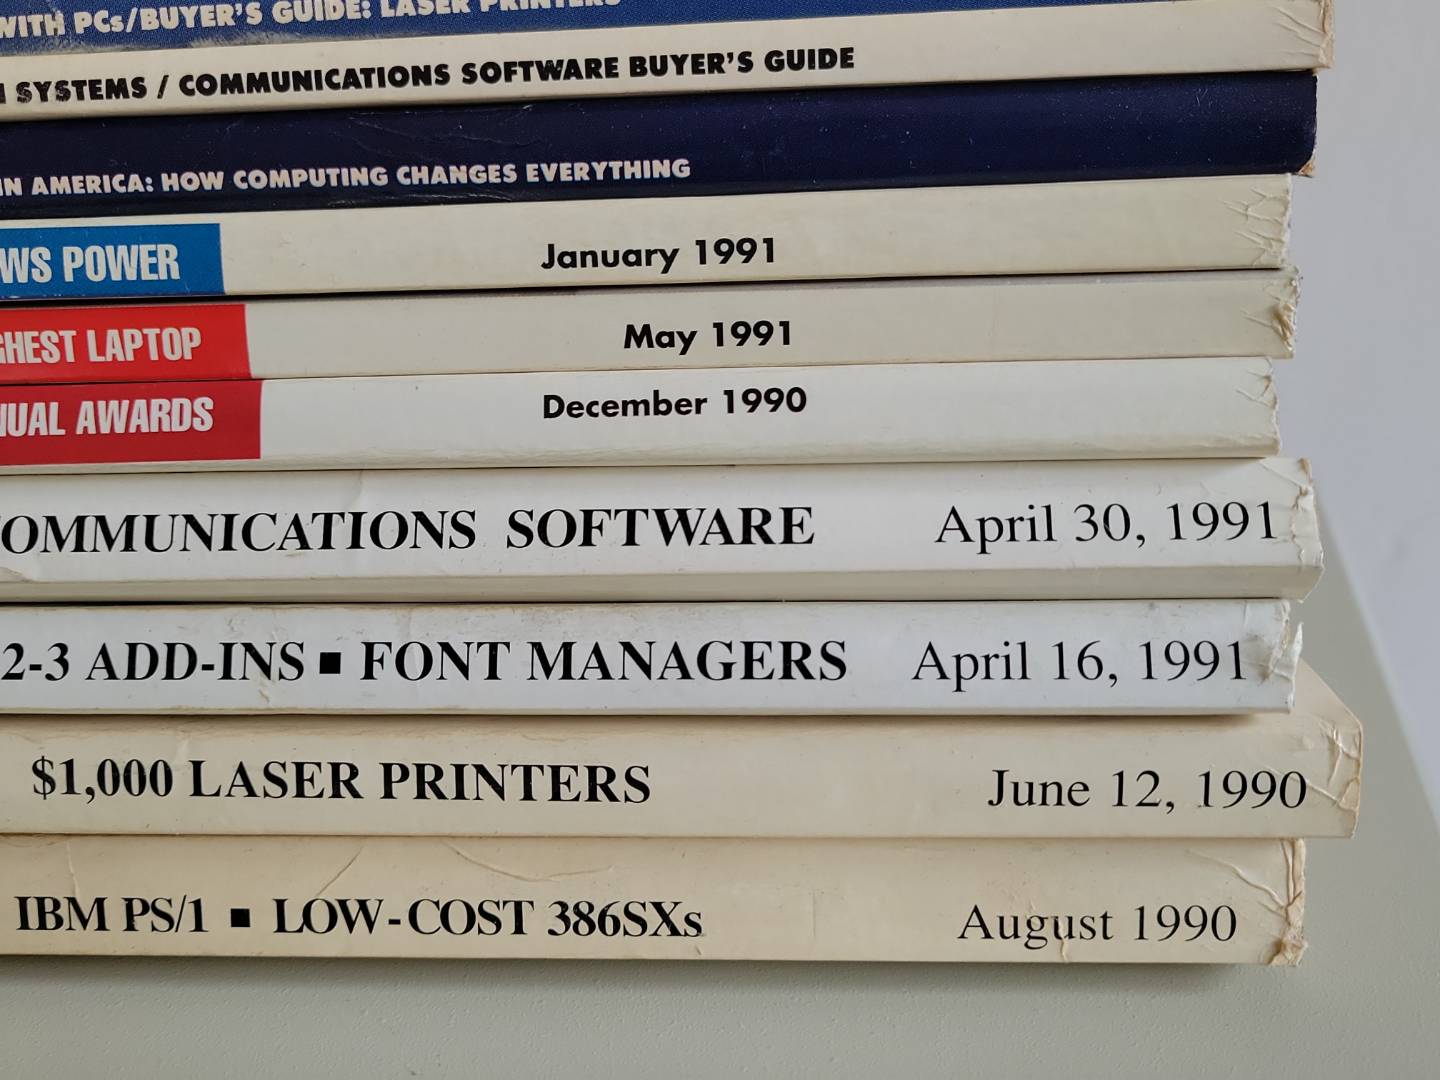 WITH PCs/BUYER'S GUIDE: LASER PRINTERS
SYSTEMS / COMMUNICATIONS SOFTWARE BUYER'S GUIDE
IN AMERICA: HOW COMPUTING CHANGES EVERYTHING
WS POWER January 1991
GHEST LAPTOP May 1991
NUAL AWARDS December 1990
COMMUNICATIONS SOFTWARE April 30, 1991
2-3 ADD-INS ■ FONT MANAGERS April 16, 1991
$1,000 LASER PRINTERS June 12, 1990
IBM PS/1 ■ LOW-COST 386SXs August 1990